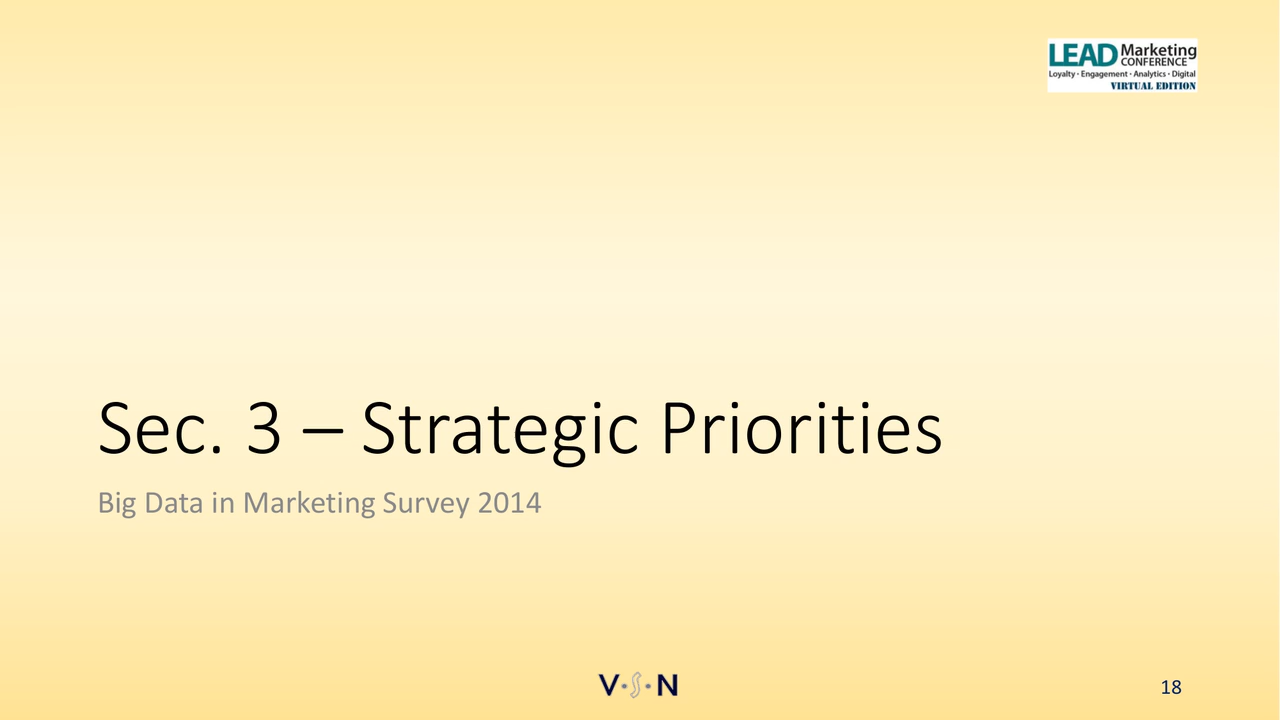 LEAD Marketing
CONFERENCE
Loyalty · Engagement · Analytics · Digital
VIRTUAL EDITION
Sec. 3 – Strategic Priorities
Big Data in Marketing Survey 2014
V·S·N
18